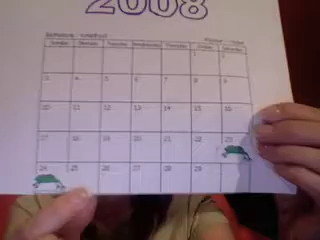 2008
Sunday Monday Tuesday Wednesday Thursday Friday Saturday
1 2
3 4 5 6 7 8 9
10 11 12 13 14 15 16
17 18 19 20 21 22 23
24 25 26 27 28 29